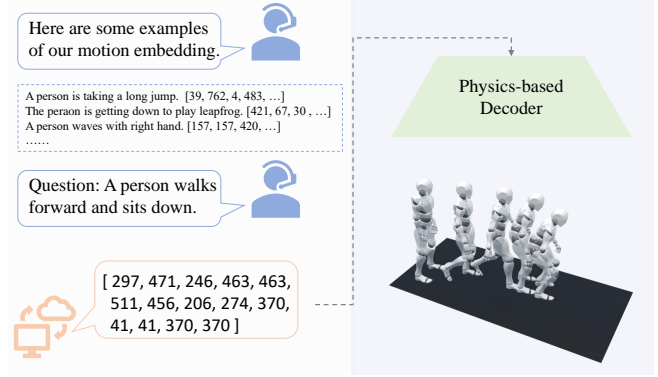 Here are some examples
of our motion embedding.
A person is taking a long jump. [39, 762, 4, 483, …]
The peraon is getting down to play leapfrog. [421, 67, 30 , …]
A person waves with right hand. [157, 157, 420, …]
……
Question: A person walks
forward and sits down.
[ 297, 471, 246, 463, 463,
511, 456, 206, 274, 370,
41, 41, 370, 370 ]
Physics-based
Decoder